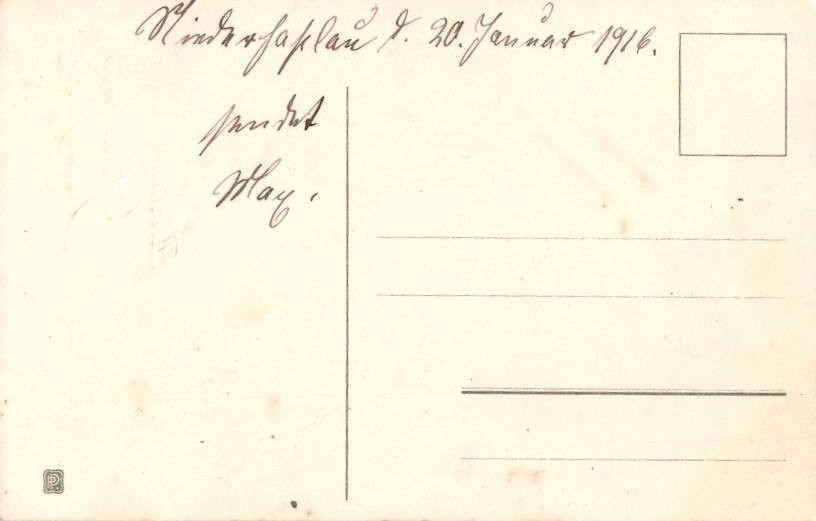 Niederhaßlau d. 20. Januar 1916.
sendet
Max.